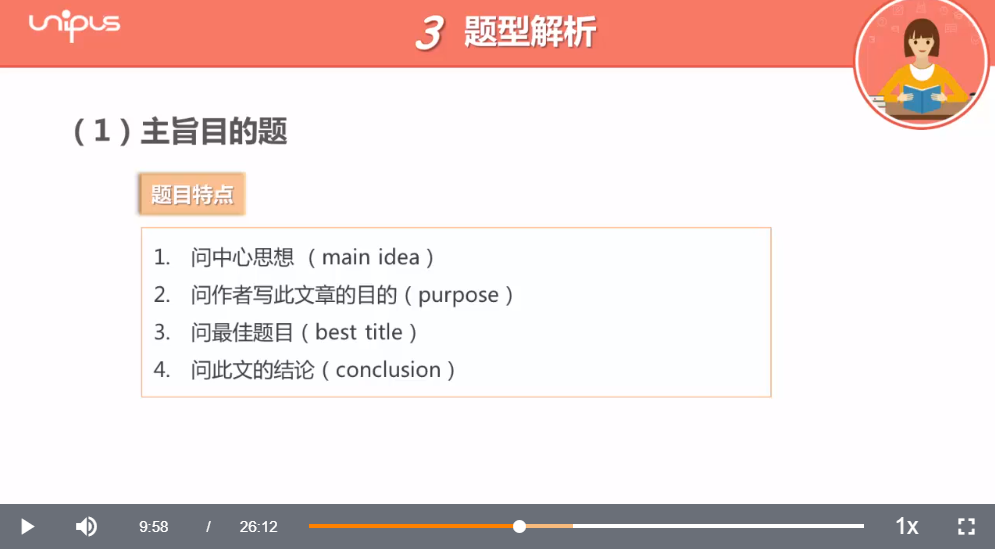 unipus
3 题型解析
（1）主旨目的题
题目特点
1. 问中心思想 （main idea）
2. 问作者写此文章的目的（purpose）
3. 问最佳题目（best title）
4. 问此文的结论（conclusion）
9:58 / 26:12 1x